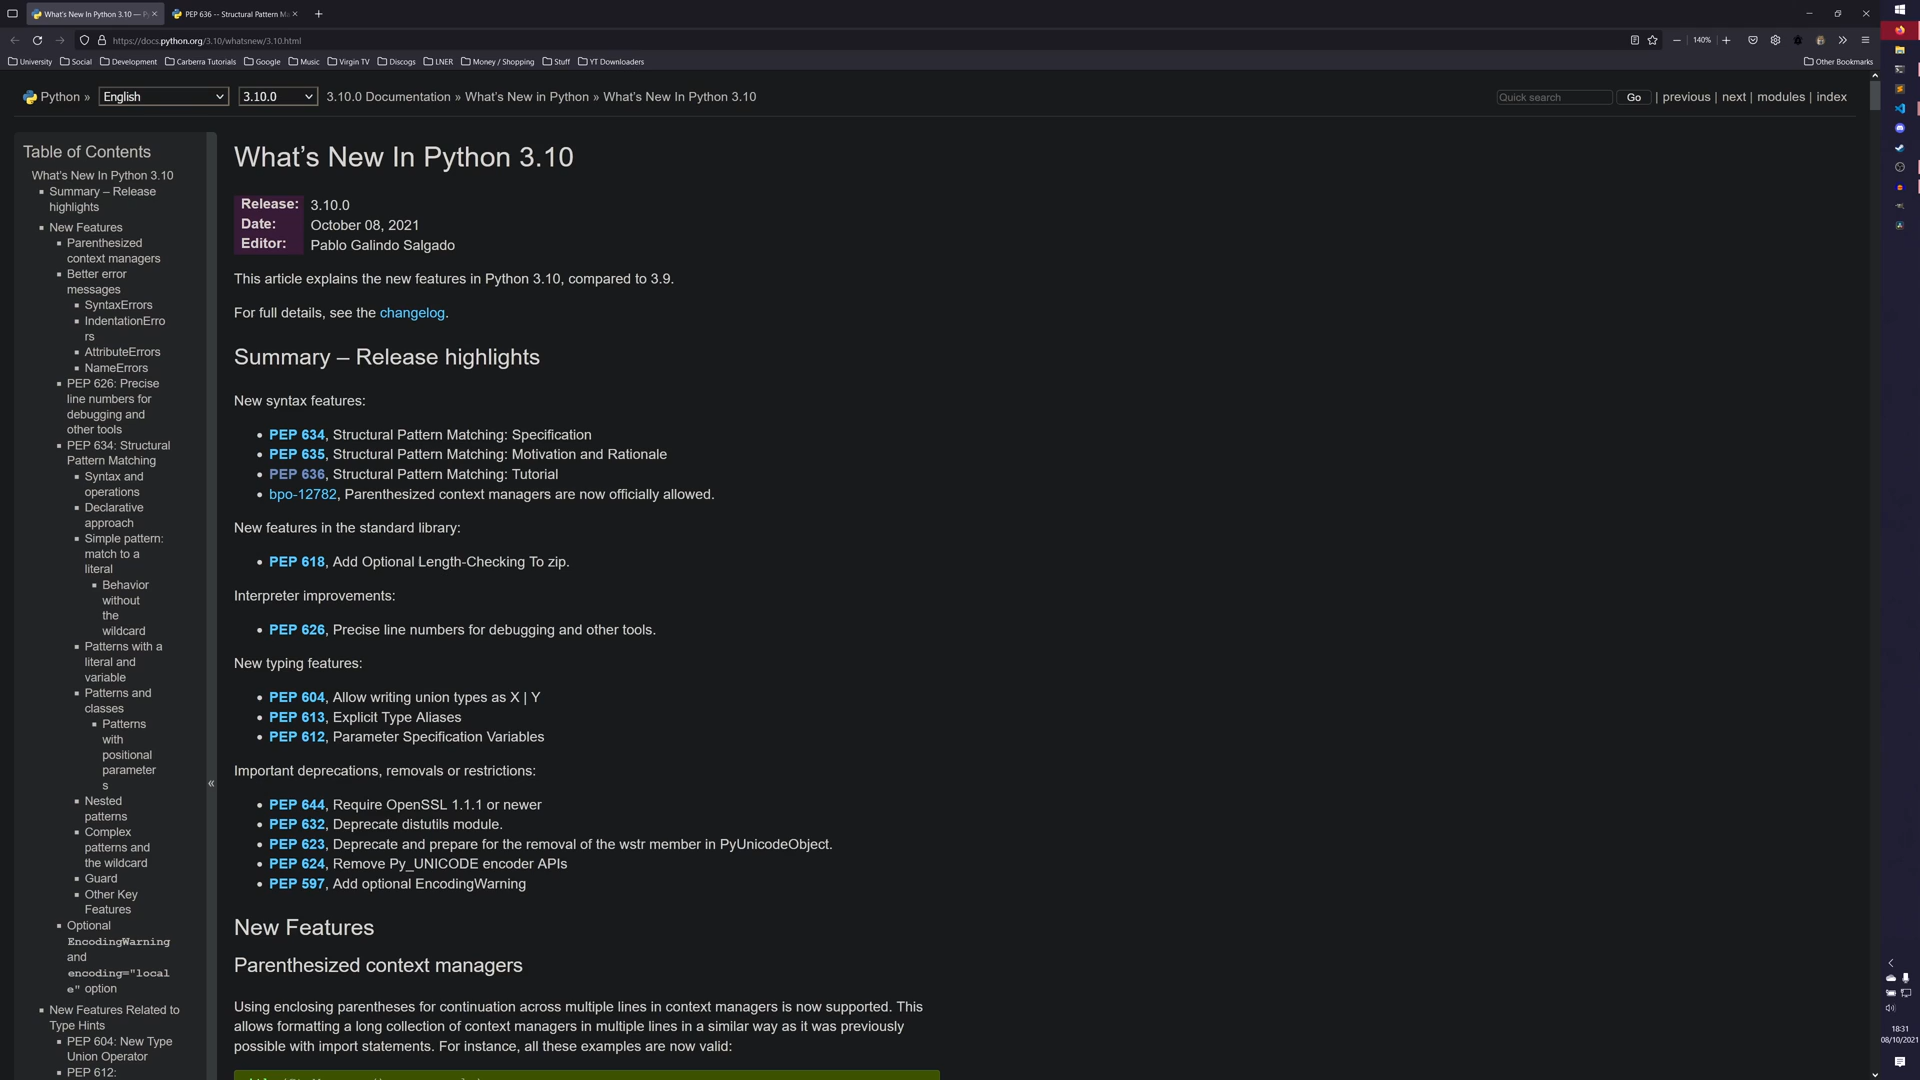 What's New In Python 3.10 — P
PEP 636 -- Structural Pattern Ma
https://docs.python.org/3.10/whatsnew/3.10.html
140%
University
Social
Development
Carberra Tutorials
Google
Music
Virgin TV
Discogs
LNER
Money / Shopping
Stuff
YT Downloaders
Other Bookmarks
Python » English 3.10.0 3.10.0 Documentation » What's New in Python » What's New In Python 3.10
Quick search Go | previous | next | modules | index
Table of Contents
What's New In Python 3.10
Summary – Release
highlights
New Features
Parenthesized
context managers
Better error
messages
SyntaxErrors
IndentationErro
rs
AttributeErrors
NameErrors
PEP 626: Precise
line numbers for
debugging and
other tools
PEP 634: Structural
Pattern Matching
Syntax and
operations
Declarative
approach
Simple pattern:
match to a
literal
Behavior
without
the
wildcard
Patterns with a
literal and
variable
Patterns and
classes
Patterns
with
positional
parameter
s
Nested
patterns
Complex
patterns and
the wildcard
Guard
Other Key
Features
Optional
EncodingWarning
and
encoding="local
e" option
New Features Related to
Type Hints
PEP 604: New Type
Union Operator
PEP 612:
«
What's New In Python 3.10
Release: 3.10.0
Date: October 08, 2021
Editor: Pablo Galindo Salgado
This article explains the new features in Python 3.10, compared to 3.9.
For full details, see the changelog.
Summary – Release highlights
New syntax features:
PEP 634, Structural Pattern Matching: Specification
PEP 635, Structural Pattern Matching: Motivation and Rationale
PEP 636, Structural Pattern Matching: Tutorial
bpo-12782, Parenthesized context managers are now officially allowed.
New features in the standard library:
PEP 618, Add Optional Length-Checking To zip.
Interpreter improvements:
PEP 626, Precise line numbers for debugging and other tools.
New typing features:
PEP 604, Allow writing union types as X | Y
PEP 613, Explicit Type Aliases
PEP 612, Parameter Specification Variables
Important deprecations, removals or restrictions:
PEP 644, Require OpenSSL 1.1.1 or newer
PEP 632, Deprecate distutils module.
PEP 623, Deprecate and prepare for the removal of the wstr member in PyUnicodeObject.
PEP 624, Remove Py_UNICODE encoder APIs
PEP 597, Add optional EncodingWarning
New Features
Parenthesized context managers
Using enclosing parentheses for continuation across multiple lines in context managers is now supported. This
allows formatting a long collection of context managers in multiple lines in a similar way as it was previously
possible with import statements. For instance, all these examples are now valid:
18:31
08/10/2021